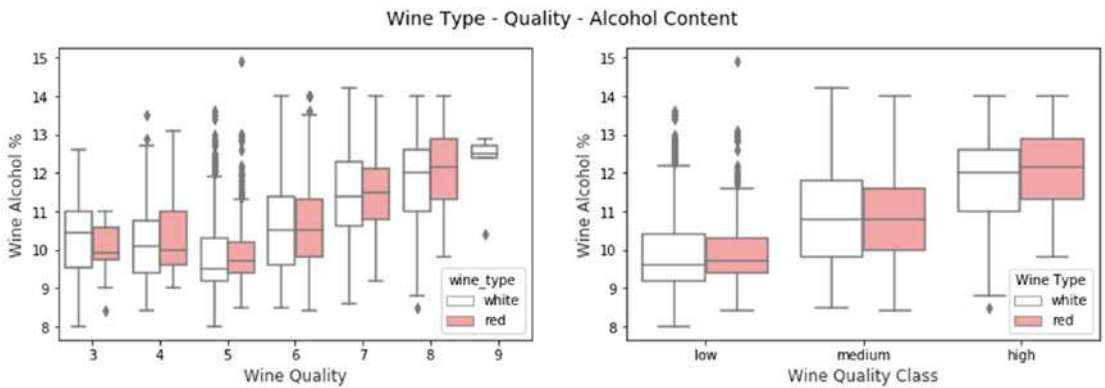 Wine Type - Quality - Alcohol Content
15
14
13
12
11
10
9
8
Wine Alcohol %
3 4 5 6 7 8 9
Wine Quality
wine_type
white
red
15
14
13
12
11
10
9
8
Wine Alcohol %
low medium high
Wine Quality Class
Wine Type
white
red